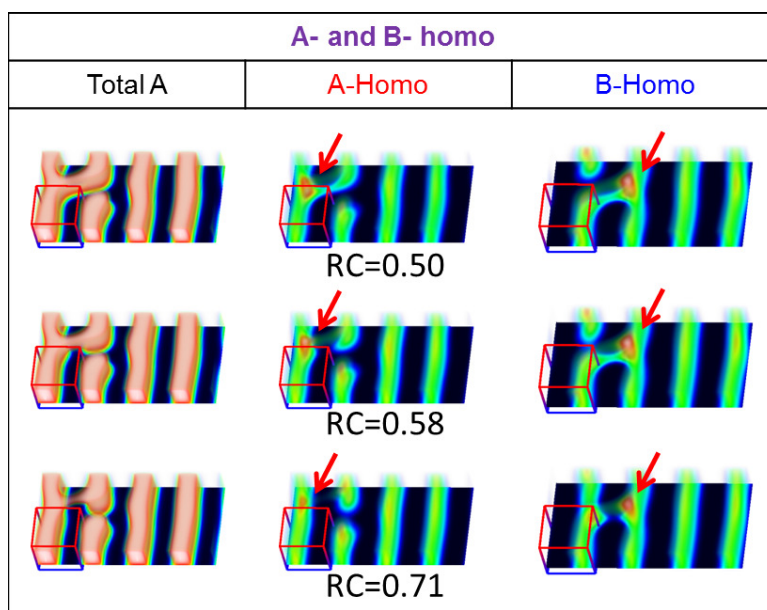 A- and B- homo
Total A
A-Homo
B-Homo
RC=0.50
RC=0.58
RC=0.71